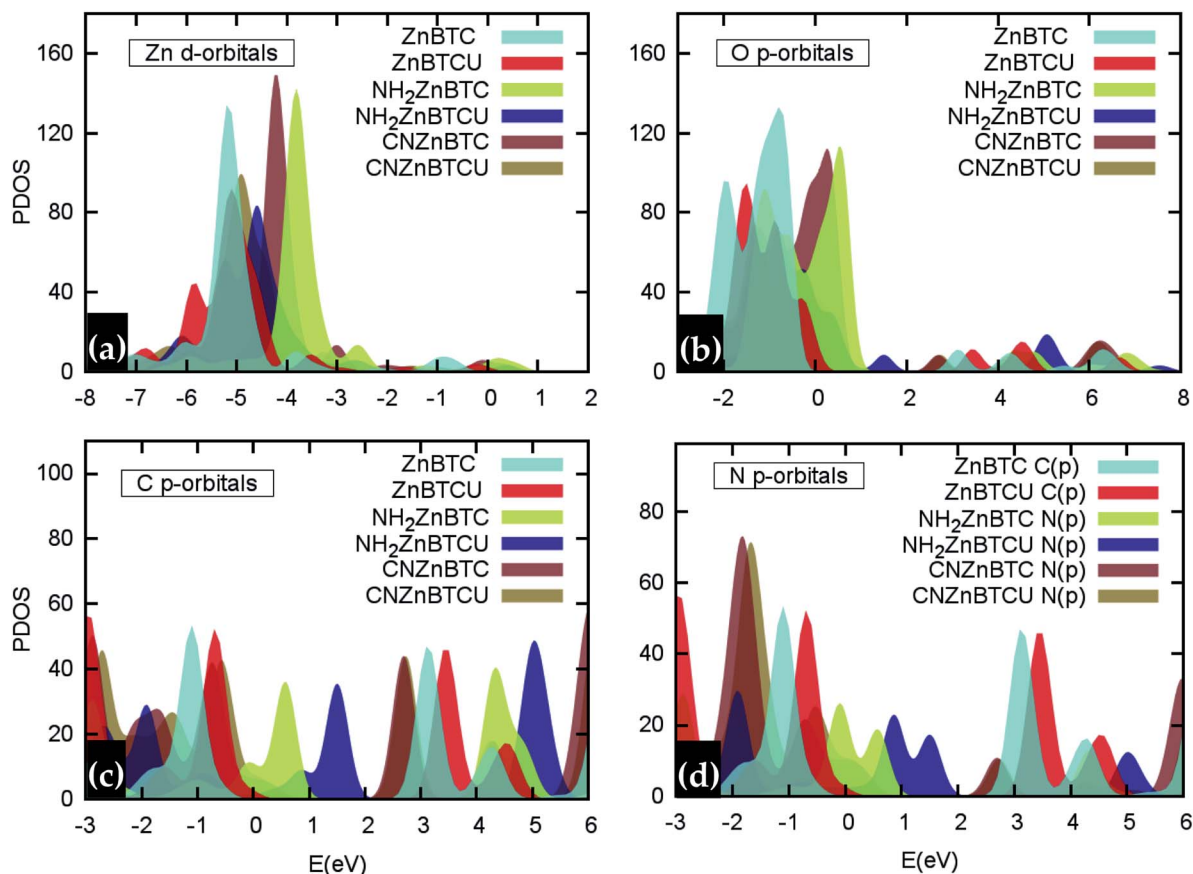 160
120
80
40
0
PDOS
Zn d-orbitals
ZnBTC
ZnBTCU
NH2ZnBTC
NH2ZnBTCU
CNZnBTC
CNZnBTCU
(a)
-8 -7 -6 -5 -4 -3 -2 -1 0 1 2
160
120
80
40
0
O p-orbitals
ZnBTC
ZnBTCU
NH2ZnBTC
NH2ZnBTCU
CNZnBTC
CNZnBTCU
(b)
-2 0 2 4 6 8
100
80
60
40
20
0
PDOS
C p-orbitals
ZnBTC
ZnBTCU
NH2ZnBTC
NH2ZnBTCU
CNZnBTC
CNZnBTCU
(c)
-3 -2 -1 0 1 2 3 4 5 6
E(eV)
80
60
40
20
0
N p-orbitals
ZnBTC C(p)
ZnBTCU C(p)
NH2ZnBTC N(p)
NH2ZnBTCU N(p)
CNZnBTC N(p)
CNZnBTCU N(p)
(d)
-3 -2 -1 0 1 2 3 4 5 6
E(eV)